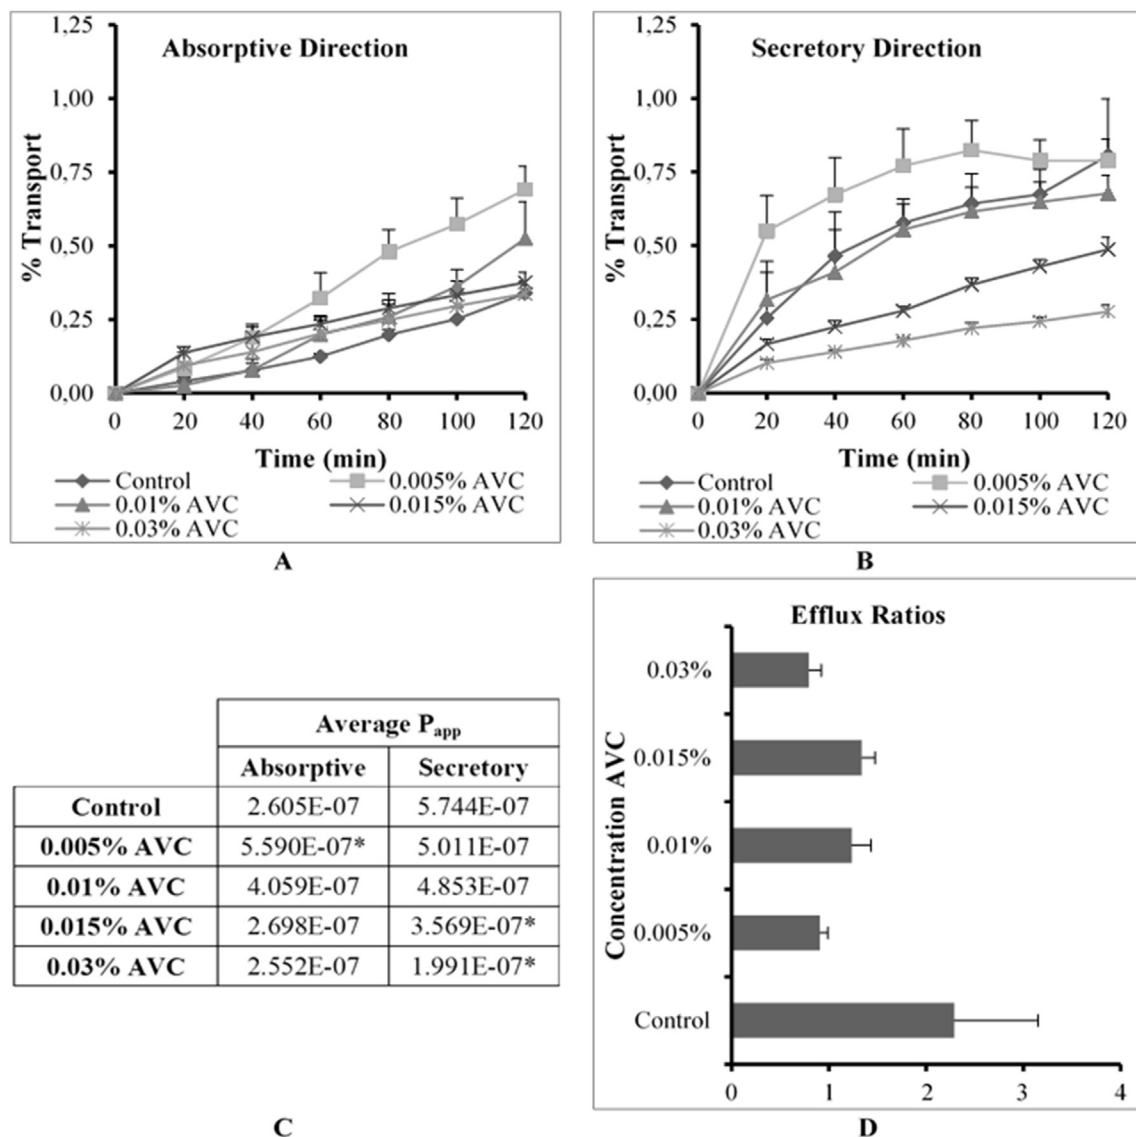 Absorptive Direction
1,25
1,00
0,75
0,50
0,25
0,00
% Transport
0 20 40 60 80 100 120
Time (min)
Control 0.005% AVC
0.01% AVC 0.015% AVC
0.03% AVC
A
Secretory Direction
1,25
1,00
0,75
0,50
0,25
0,00
% Transport
0 20 40 60 80 100 120
Time (min)
Control 0.005% AVC
0.01% AVC 0.015% AVC
0.03% AVC
B
Average Papp
Absorptive Secretory
Control 2.605E-07 5.744E-07
0.005% AVC 5.590E-07* 5.011E-07
0.01% AVC 4.059E-07 4.853E-07
0.015% AVC 2.698E-07 3.569E-07*
0.03% AVC 2.552E-07 1.991E-07*
C
Efflux Ratios
Concentration AVC
0.03%
0.015%
0.01%
0.005%
Control
0 1 2 3 4
D